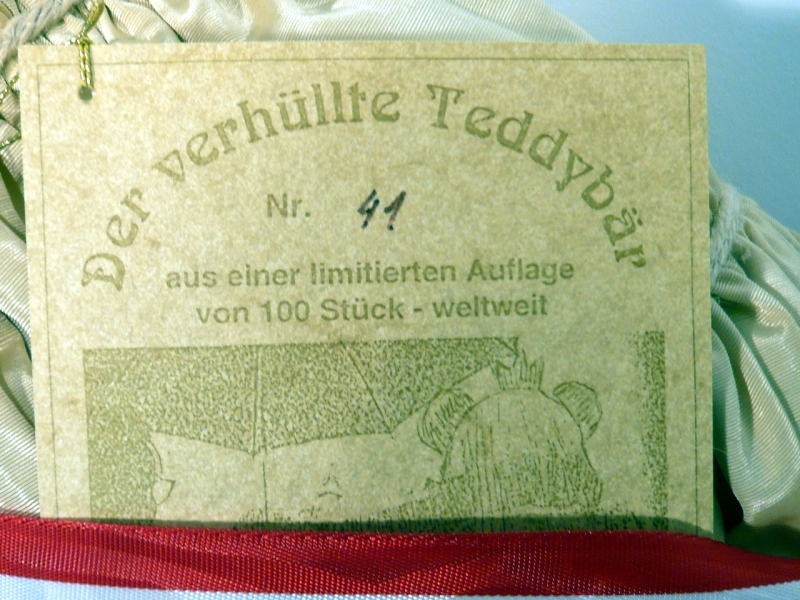 Der verhüllte Teddybär
Nr. 41
aus einer limitierten Auflage
von 100 Stück - weltweit